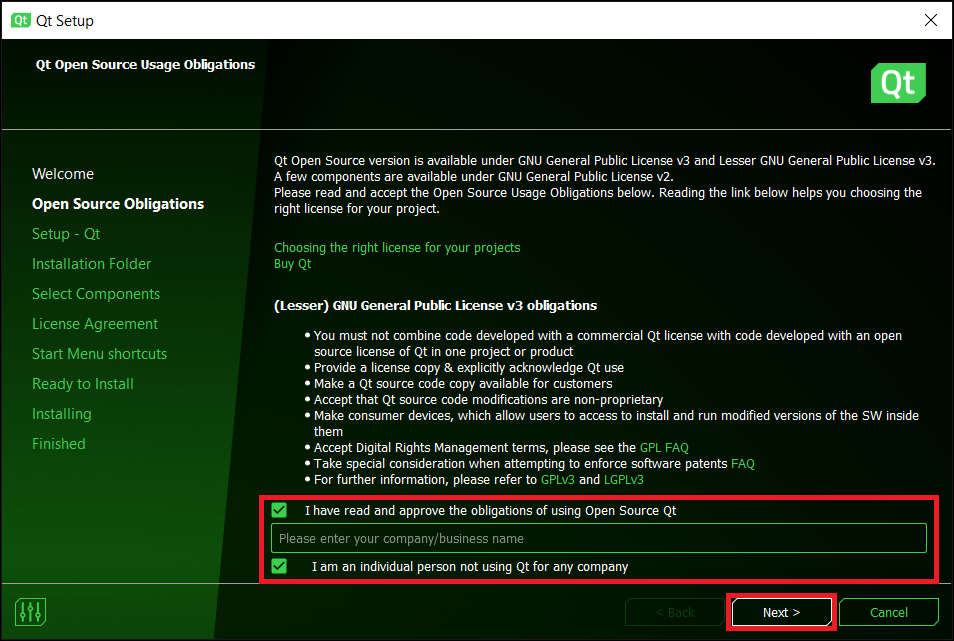 Qt Qt Setup
Qt Open Source Usage Obligations
Qt
Welcome
Open Source Obligations
Setup - Qt
Installation Folder
Select Components
License Agreement
Start Menu shortcuts
Ready to Install
Installing
Finished
Qt Open Source version is available under GNU General Public License v3 and Lesser GNU General Public License v3.
A few components are available under GNU General Public License v2.
Please read and accept the Open Source Usage Obligations below. Reading the link below helps you choosing the
right license for your project.
Choosing the right license for your projects
Buy Qt
(Lesser) GNU General Public License v3 obligations
• You must not combine code developed with a commercial Qt license with code developed with an open
source license of Qt in one project or product
• Provide a license copy & explicitly acknowledge Qt use
• Make a Qt source code copy available for customers
• Accept that Qt source code modifications are non-proprietary
• Make consumer devices, which allow users to access to install and run modified versions of the SW inside
them
• Accept Digital Rights Management terms, please see the GPL FAQ
• Take special consideration when attempting to enforce software patents FAQ
• For further information, please refer to GPLv3 and LGPLv3
I have read and approve the obligations of using Open Source Qt
Please enter your company/business name
I am an individual person not using Qt for any company
< Back
Next >
Cancel